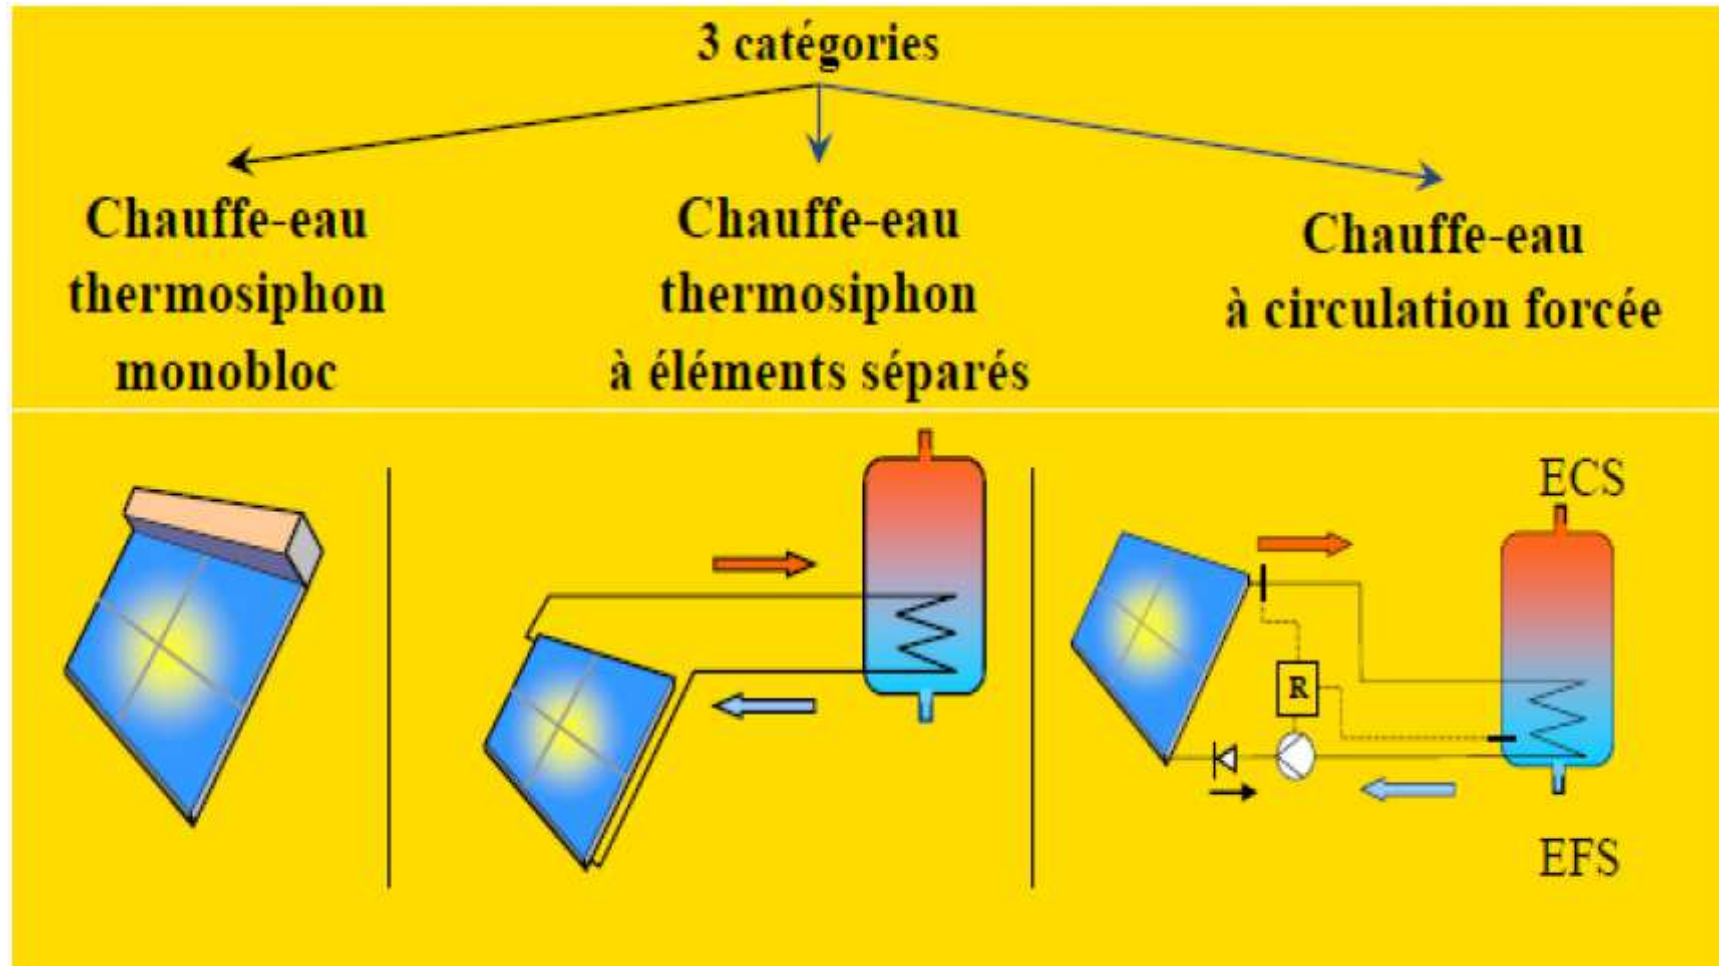 3 catégories
Chauffe-eau
thermosiphon
monobloc
Chauffe-eau
thermosiphon
à éléments séparés
Chauffe-eau
à circulation forcée
ECS
R
EFS